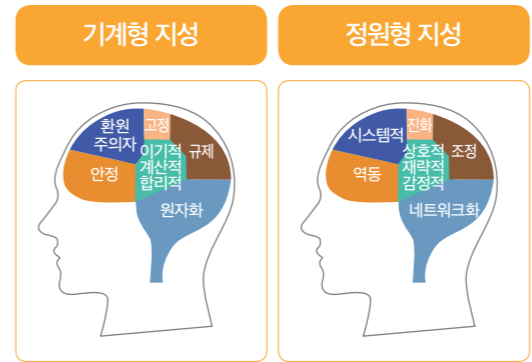 기계형 지성
환원
주의자
고정
이기적
계산적
합리적
규제
안정
원자화
정원형 지성
시스템적
진화
상호적
재략적
감정적
조정
역동
네트워크화